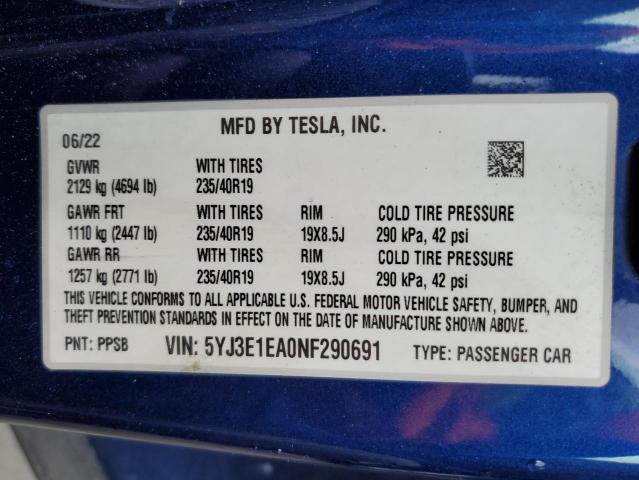 MFD BY TESLA, INC.
06/22
GVWR WITH TIRES
2129 kg (4694 lb) 235/40R19
GAWR FRT WITH TIRES RIM COLD TIRE PRESSURE
1110 kg (2447 lb) 235/40R19 19X8.5J 290 kPa, 42 psi
GAWR RR WITH TIRES RIM COLD TIRE PRESSURE
1257 kg (2771 lb) 235/40R19 19X8.5J 290 kPa, 42 psi
THIS VEHICLE CONFORMS TO ALL APPLICABLE U.S. FEDERAL MOTOR VEHICLE SAFETY, BUMPER, AND
THEFT PREVENTION STANDARDS IN EFFECT ON THE DATE OF MANUFACTURE SHOWN ABOVE.
PNT: PPSB VIN: 5YJ3E1EA0NF290691 TYPE: PASSENGER CAR